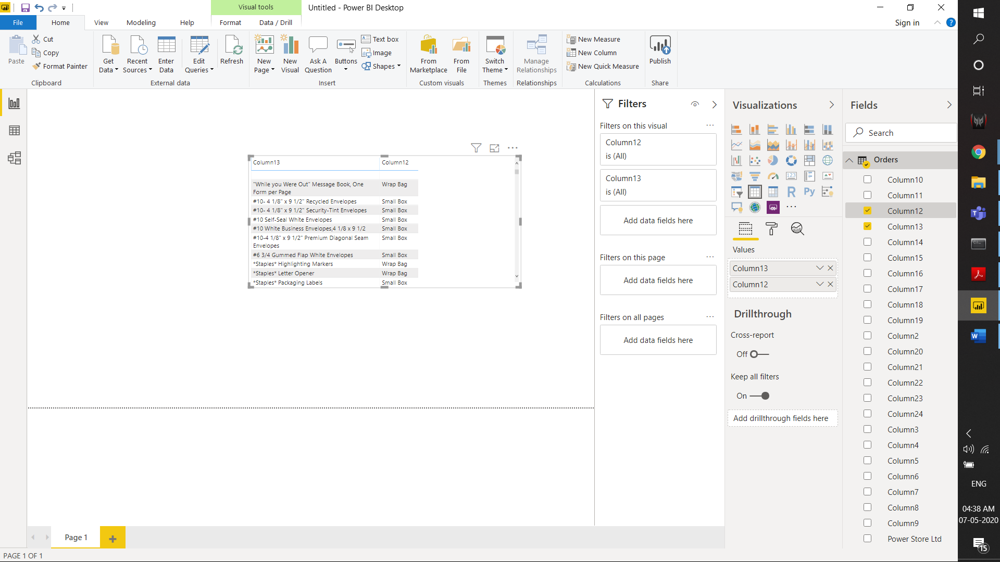 Visual tools
Untitled - Power BI Desktop
File
Home
View
Modeling
Help
Format
Data / Drill
Sign in
?
Paste
Cut
Copy
Format Painter
Clipboard
Get
Data
Recent
Sources
Enter
Data
Edit
Queries
Refresh
External data
New
Page
New
Visual
Ask A
Question
Buttons
Text box
Image
Shapes
Insert
From
Marketplace
From
File
Custom visuals
Switch
Theme
Themes
Manage
Relationships
Relationships
New Measure
New Column
New Quick Measure
Calculations
Publish
Share
Column13 Column12
"While you Were Out" Message Book, One
Form per Page
Wrap Bag
#10- 4 1/8" x 9 1/2" Recycled Envelopes Small Box
#10- 4 1/8" x 9 1/2" Security-Tint Envelopes Small Box
#10 Self-Seal White Envelopes Small Box
#10 White Business Envelopes,4 1/8 x 9 1/2 Small Box
#10-4 1/8" x 9 1/2" Premium Diagonal Seam
Envelopes
Small Box
#6 3/4 Gummed Flap White Envelopes Small Box
*Staples* Highlighting Markers Wrap Bag
*Staples* Letter Opener Wrap Bag
*Staples* Packaging Labels Small Box
Filters
Filters on this visual
Column12
is (All)
Column13
is (All)
Add data fields here
Filters on this page
Add data fields here
Filters on all pages
Add data fields here
Visualizations
123
R
Py
Values
Column13
Column12
Drillthrough
Cross-report
Off
Keep all filters
On
Add drillthrough fields here
Fields
Search
Orders
Column10
Column11
Column12
Column13
Column14
Column15
Column16
Column17
Column18
Column19
Column2
Column20
Column21
Column22
Column23
Column24
Column3
Column4
Column5
Column6
Column7
Column8
Column9
Power Store Ltd
Page 1
PAGE 1 OF 1
ENG
04:38 AM
07-05-2020
15